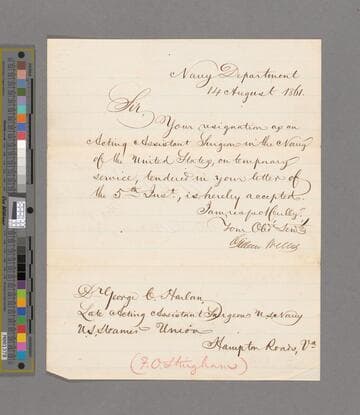 Navy Department
14 August 1861.
Sir,
Your resignation as an
Acting Assistant Surgeon in the Navy
of the United States, on temporary
service, tendered in your letter of
the 5th Inst., is hereby accepted.
I am, respectfully,
Your Obt Servt
Gideon Welles
Dr George C. Harlan,
Late Acting Assistant Surgeon U.S. Navy
U.S. Steamer Union
Hampton Roads, Va
(F. O. Stringham)